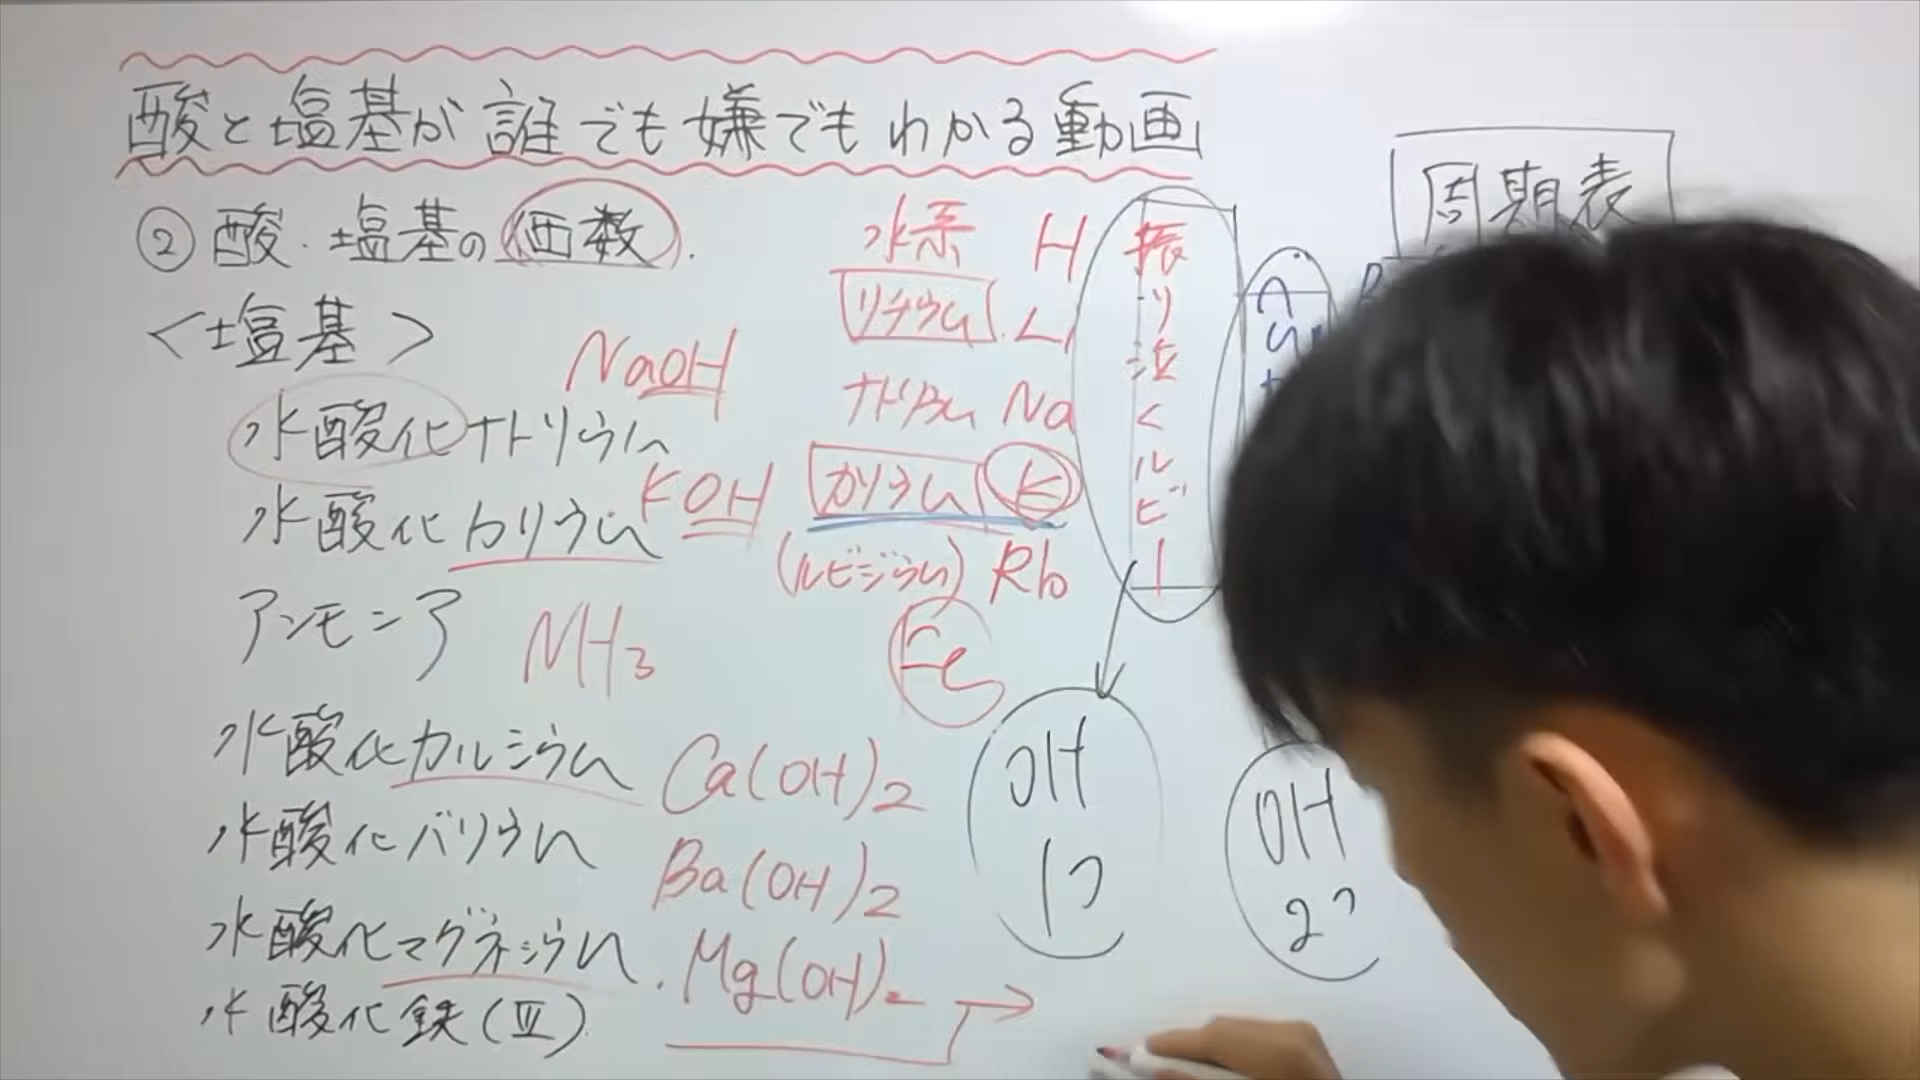 酸と塩基が誰でも嫌でもわかる動画
② 酸・塩基の価数.
<塩基>
水酸化ナトリウム NaOH
水酸化カリウム KOH
アンモニア NH3
水酸化カルシウム Ca(OH)2
水酸化バリウム Ba(OH)2
水酸化マグネシウム. Mg(OH)2
水酸化鉄(Ⅲ)
水素 H
リチウム. Li
ナトリウム Na
カリウム K
(ルビジウム) Rb
Fe
振り泣くルビー
OH
1つ
OH
2つ
周期表